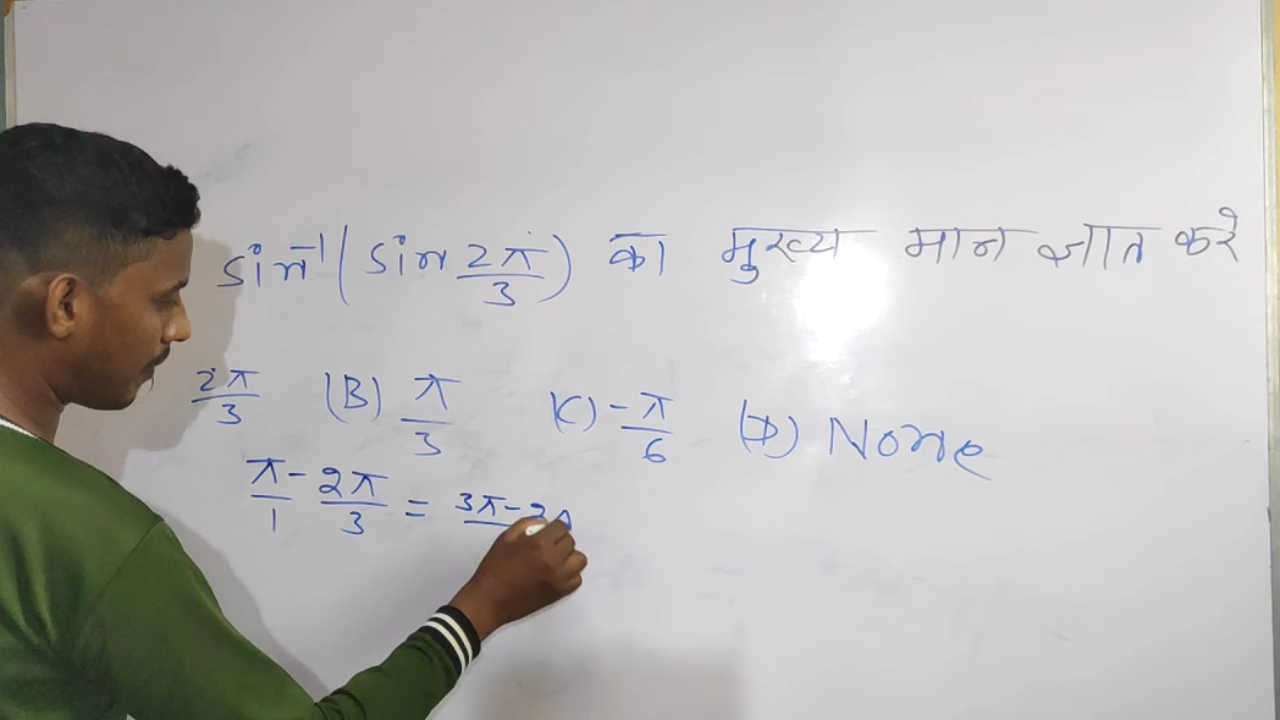 sin⁻¹(sin 2π/3) का मुख्य मान ज्ञात करे
2π/3 (B) π/3 (C) -π/6 (D) None
π/1 - 2π/3 = 3π-2